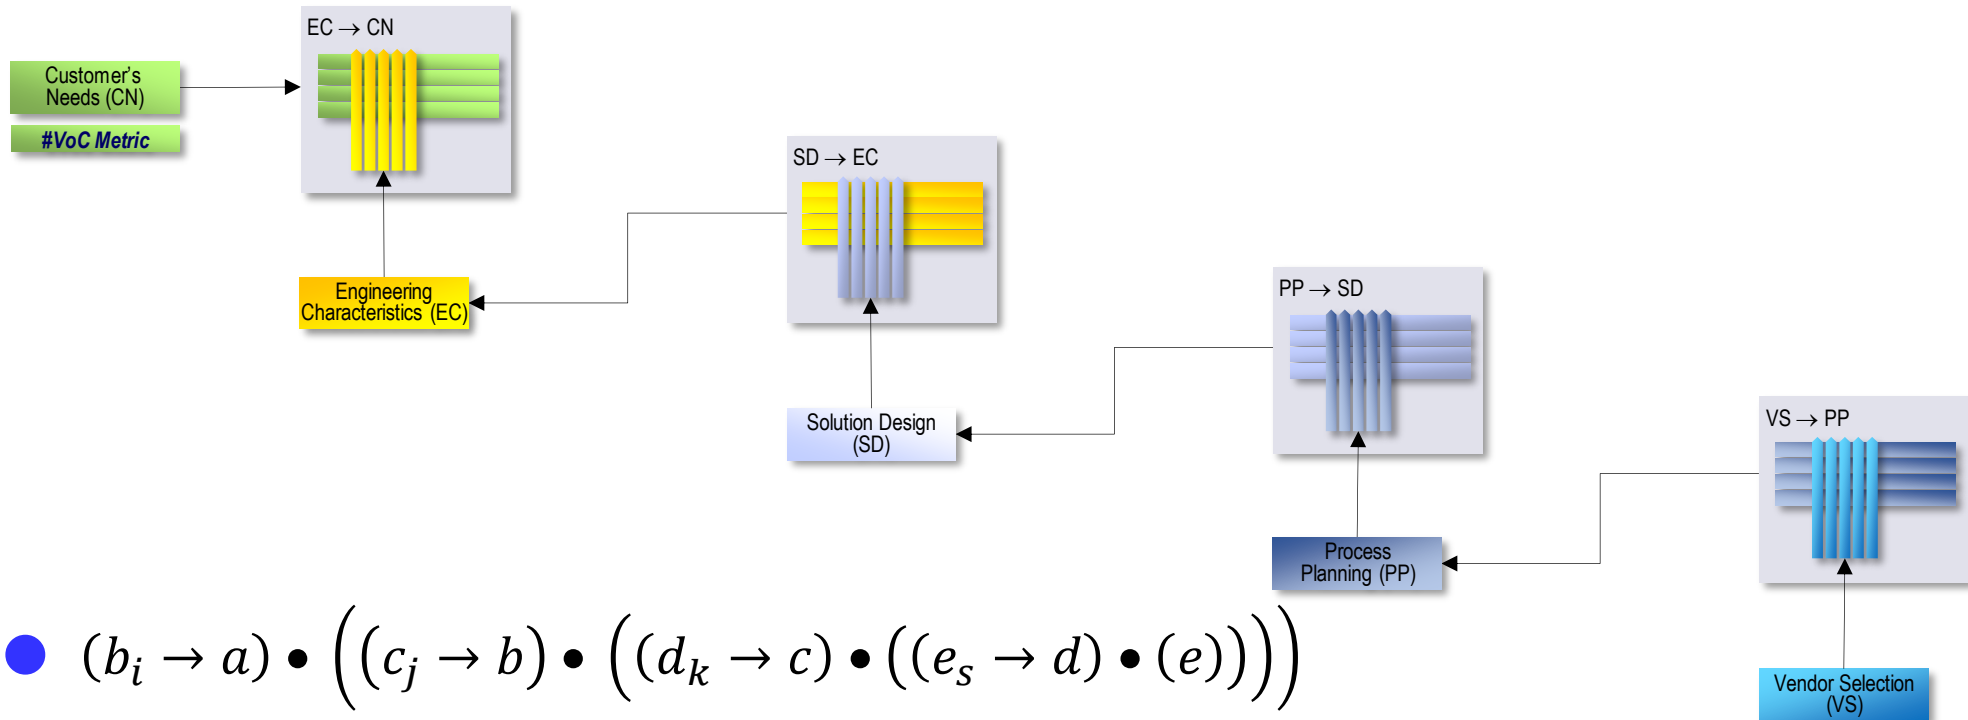 EC → CN
Customer's
Needs (CN)
#VoC Metric
SD → EC
Engineering
Characteristics (EC)
PP → SD
Solution Design
(SD)
VS → PP
Process
Planning (PP)
(b_i → a) • ((c_j → b) • ((d_k → c) • ((e_s → d) • (e))))
Vendor Selection
(VS)